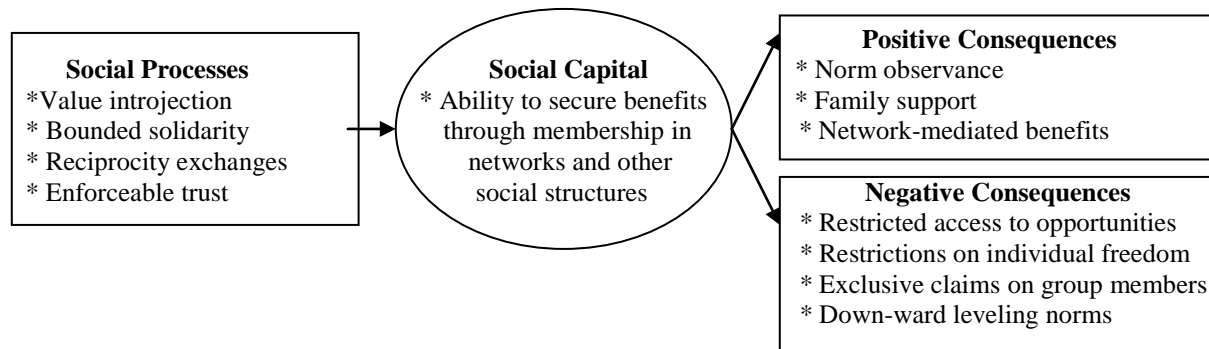 Social Processes
*Value introjection
* Bounded solidarity
* Reciprocity exchanges
* Enforceable trust
Social Capital
* Ability to secure benefits
through membership in
networks and other
social structures
Positive Consequences
* Norm observance
* Family support
* Network-mediated benefits
Negative Consequences
* Restricted access to opportunities
* Restrictions on individual freedom
* Exclusive claims on group members
* Down-ward leveling norms